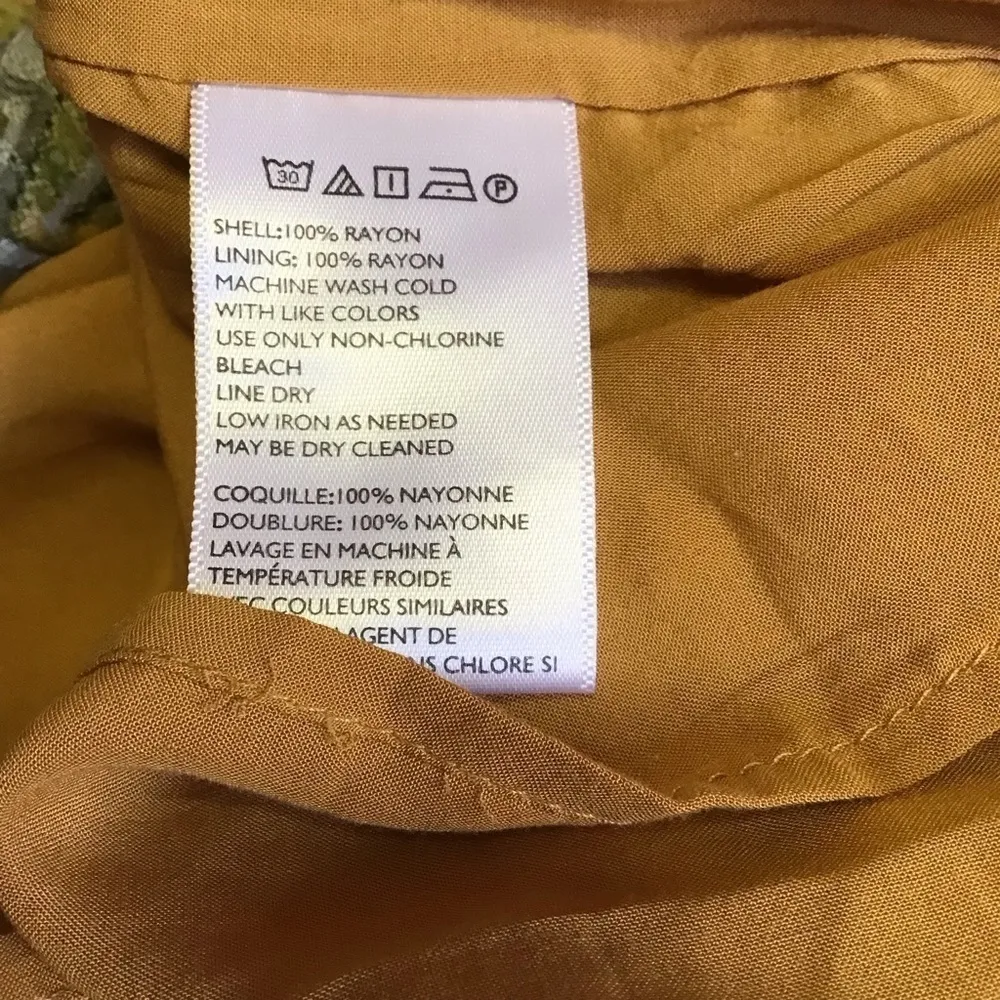 30 P
SHELL:100% RAYON
LINING: 100% RAYON
MACHINE WASH COLD
WITH LIKE COLORS
USE ONLY NON-CHLORINE
BLEACH
LINE DRY
LOW IRON AS NEEDED
MAY BE DRY CLEANED
COQUILLE:100% NAYONNE
DOUBLURE: 100% NAYONNE
LAVAGE EN MACHINE À
TEMPÉRATURE FROIDE
COULEURS SIMILAIRES
AGENT DE
CHLORE SI